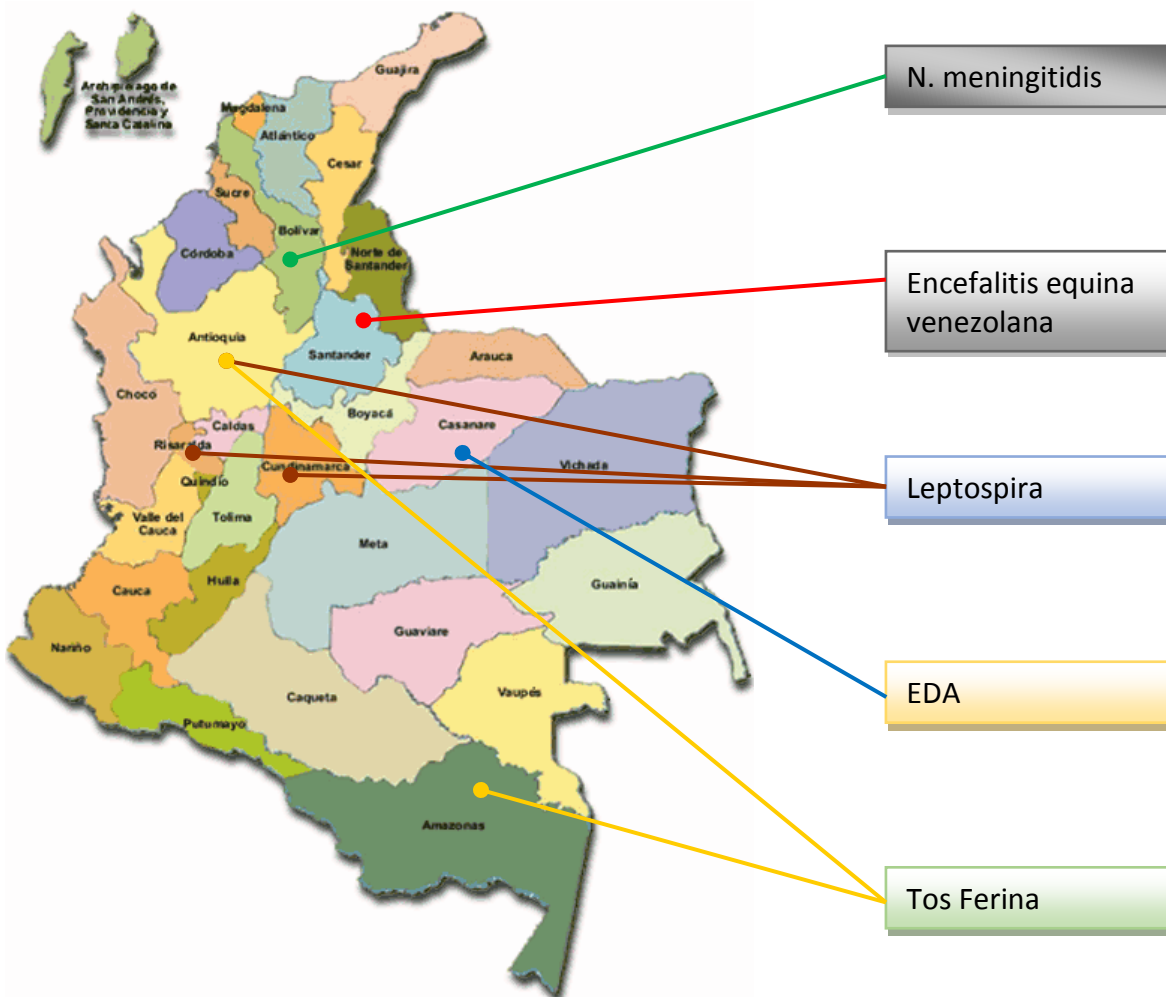 Archipiélago de
San Andrés,
Providencia y
Santa Catalina
Guajira
Magdalena
Atlántico
Cesar
Sucre
Bolívar
Córdoba
Norte de
Santander
Antioquia
Santander
Arauca
Chocó
Boyacá
Caldas
Casanare
Risaralda
Cundinamarca
Vichada
Quindío
Valle del
Cauca
Tolima
Meta
Huila
Guainía
Cauca
Guaviare
Nariño
Caqueta
Vaupés
Putumayo
Amazonas
N. meningitidis
Encefalitis equina
venezolana
Leptospira
EDA
Tos Ferina